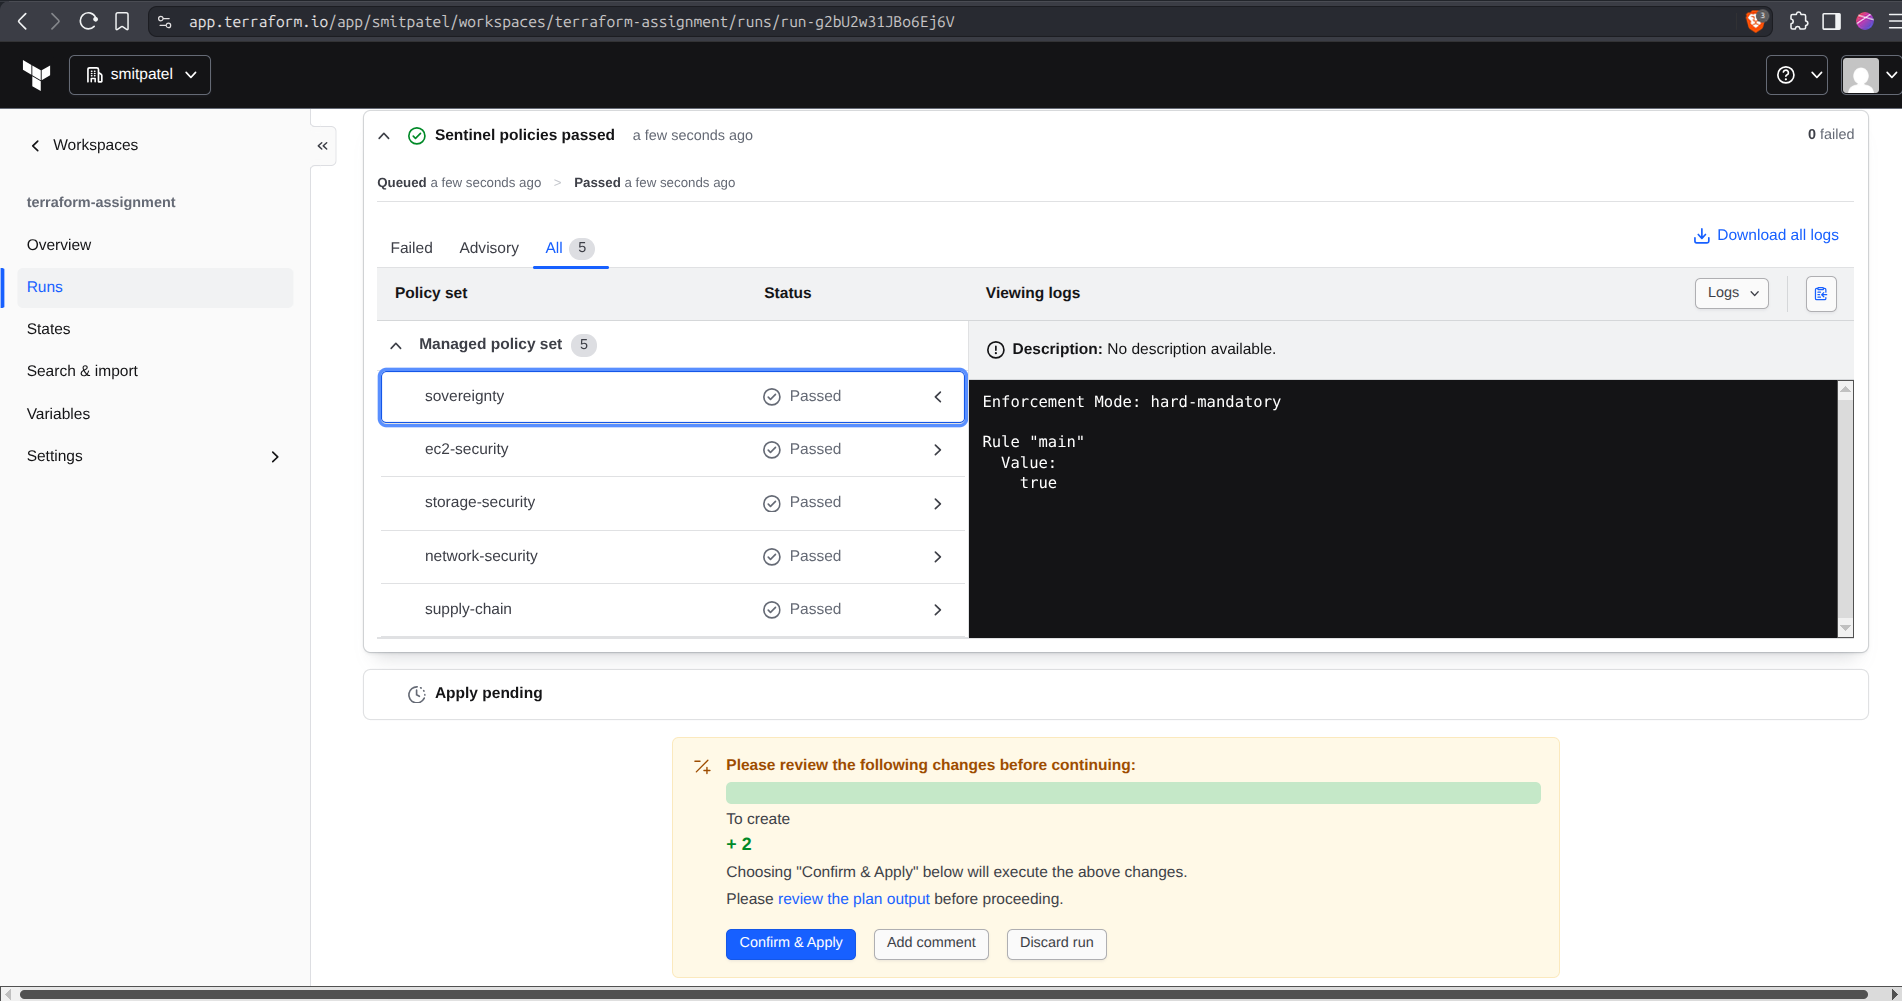 app.terraform.io/app/smitpatel/workspaces/terraform-assignment/runs/run-g2bU2w31JBo6Ej6V
3
smitpatel
Workspaces
terraform-assignment
Overview
Runs
States
Search & import
Variables
Settings
Sentinel policies passed a few seconds ago 0 failed
Queued a few seconds ago > Passed a few seconds ago
Failed Advisory All 5 Download all logs
Policy set Status Viewing logs Logs
Managed policy set 5
Description: No description available.
sovereignty Passed
ec2-security Passed
storage-security Passed
network-security Passed
supply-chain Passed
Enforcement Mode: hard-mandatory
Rule "main"
Value:
true
Apply pending
Please review the following changes before continuing:
To create
+ 2
Choosing "Confirm & Apply" below will execute the above changes.
Please review the plan output before proceeding.
Confirm & Apply Add comment Discard run